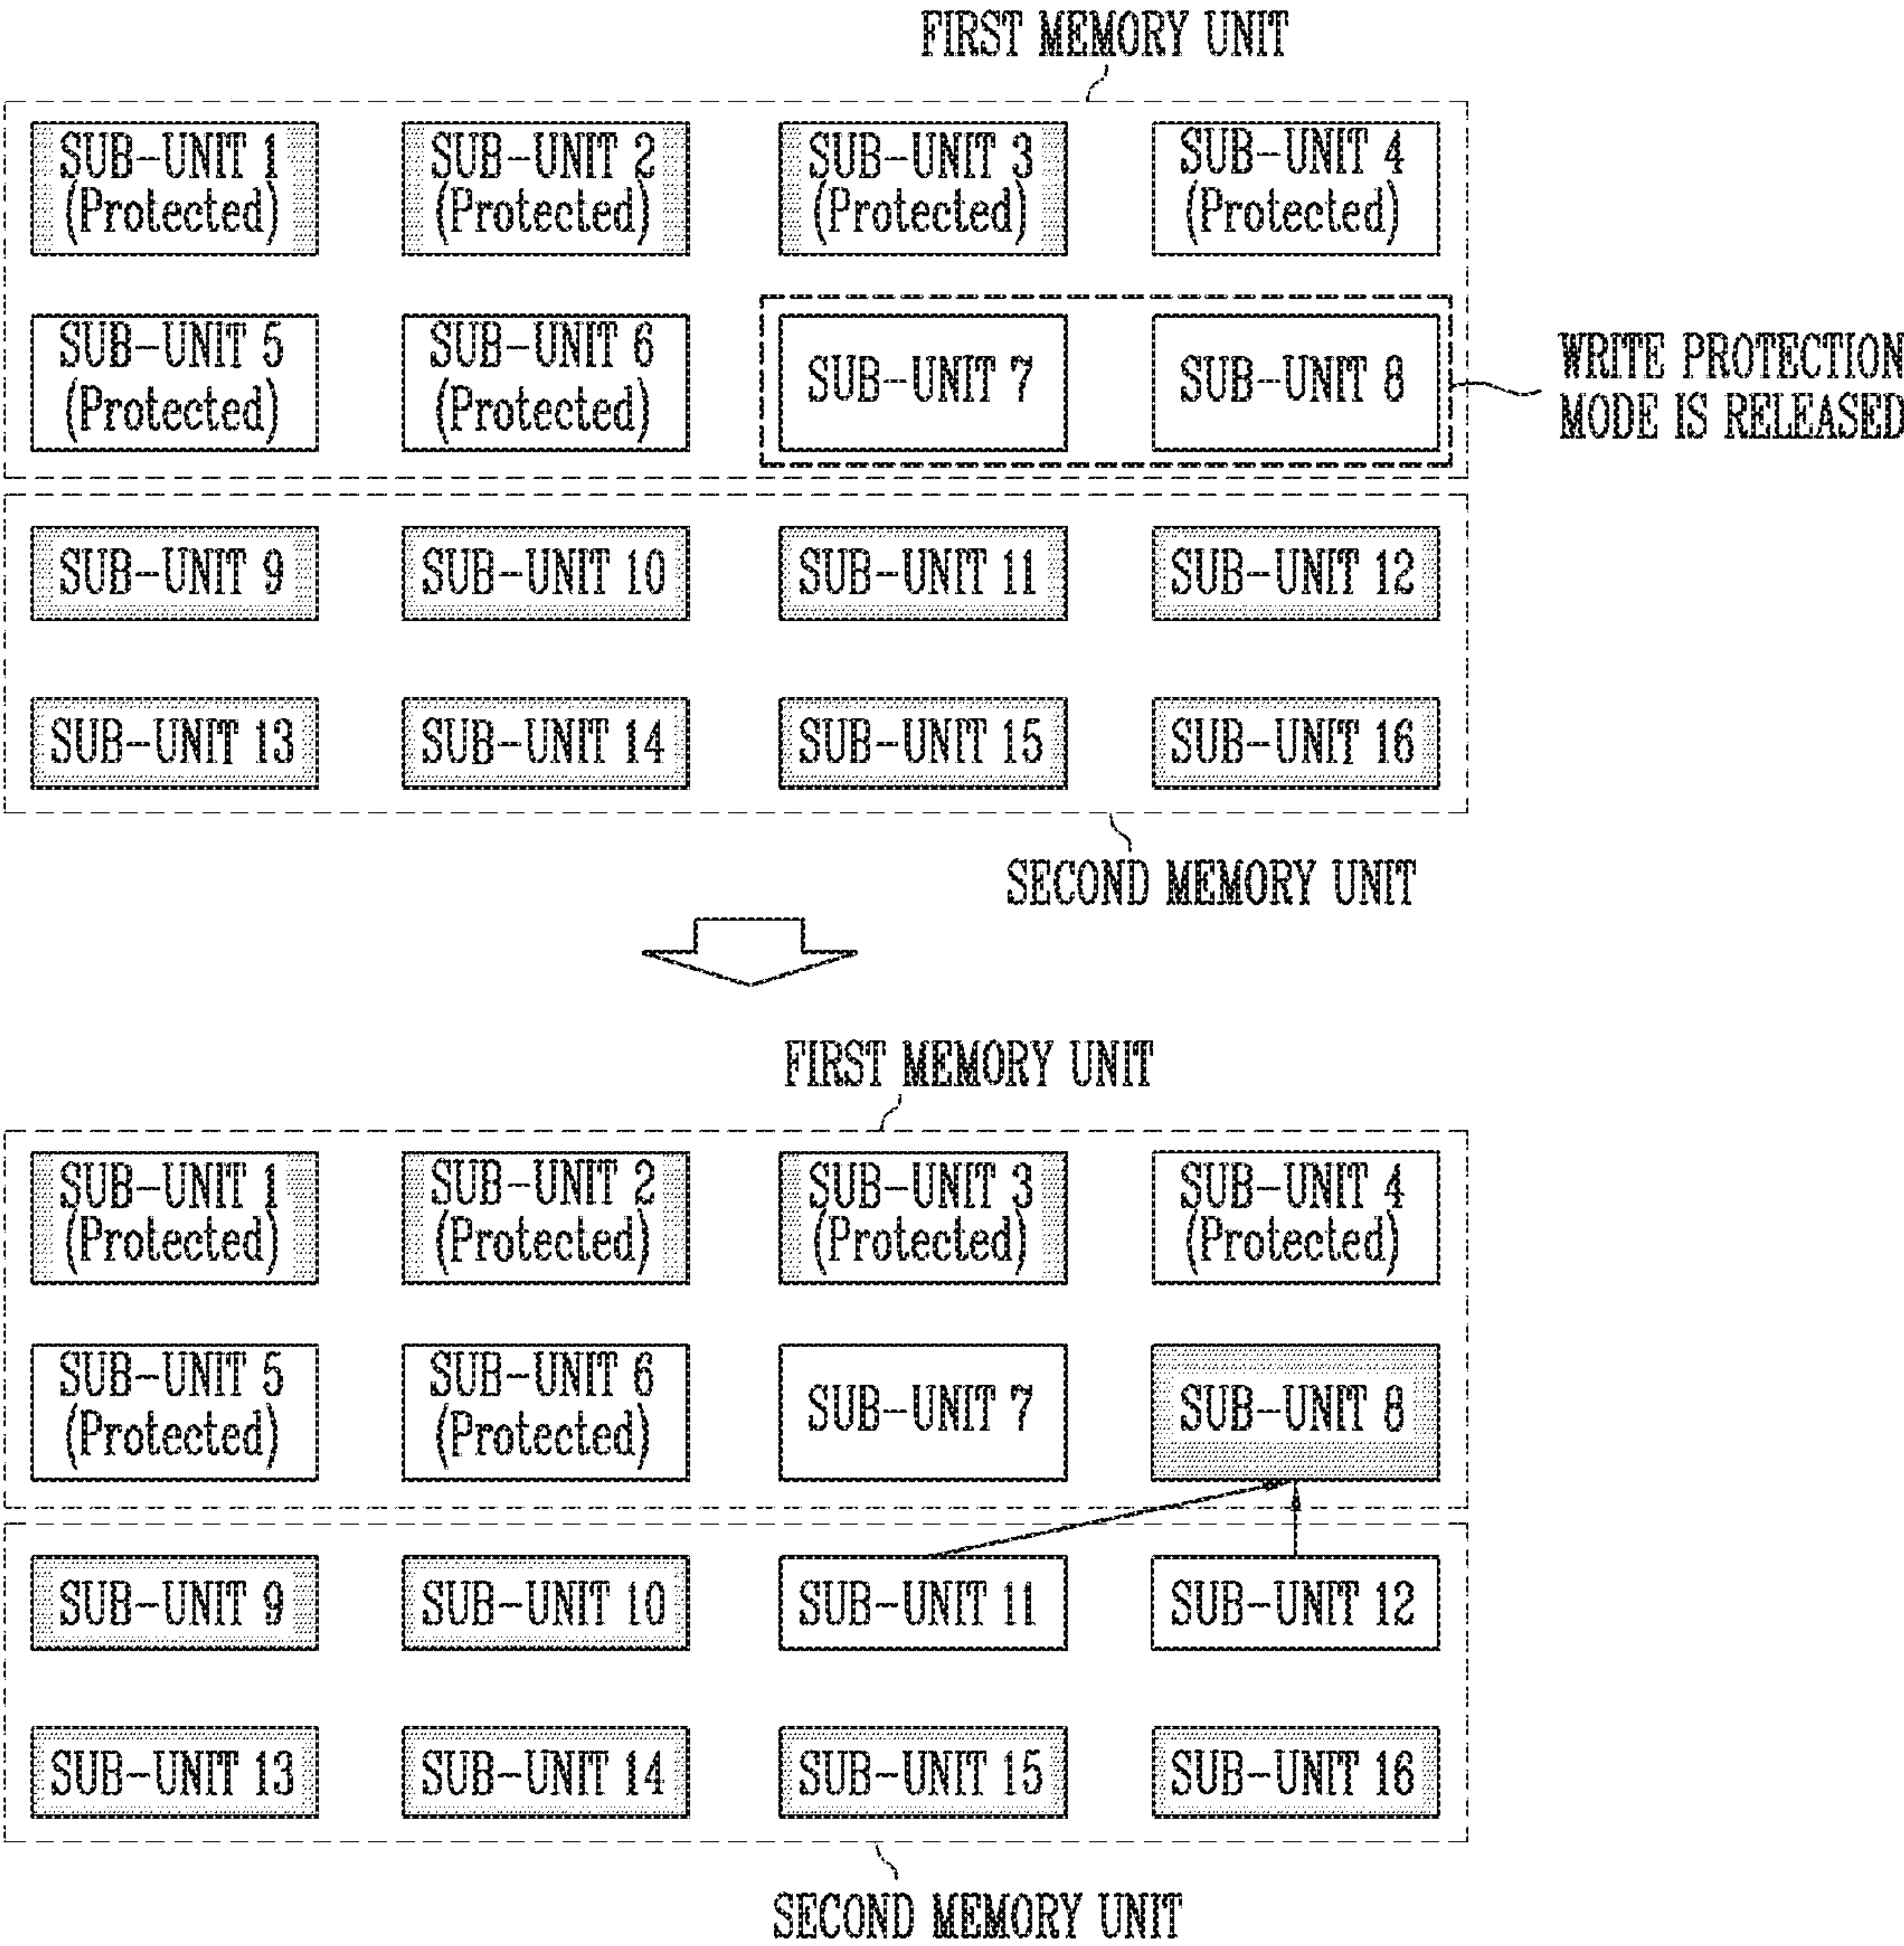 FIRST MEMORY UNIT
SUB-UNIT 1
(Protected)
SUB-UNIT 2
(Protected)
SUB-UNIT 3
(Protected)
SUB-UNIT 4
(Protected)
SUB-UNIT 5
(Protected)
SUB-UNIT 6
(Protected)
SUB-UNIT 7
SUB-UNIT 8
WRITE PROTECTION
MODE IS RELEASED
SUB-UNIT 9
SUB-UNIT 10
SUB-UNIT 11
SUB-UNIT 12
SUB-UNIT 13
SUB-UNIT 14
SUB-UNIT 15
SUB-UNIT 16
SECOND MEMORY UNIT
FIRST MEMORY UNIT
SUB-UNIT 1
(Protected)
SUB-UNIT 2
(Protected)
SUB-UNIT 3
(Protected)
SUB-UNIT 4
(Protected)
SUB-UNIT 5
(Protected)
SUB-UNIT 6
(Protected)
SUB-UNIT 7
SUB-UNIT 8
SUB-UNIT 9
SUB-UNIT 10
SUB-UNIT 11
SUB-UNIT 12
SUB-UNIT 13
SUB-UNIT 14
SUB-UNIT 15
SUB-UNIT 16
SECOND MEMORY UNIT